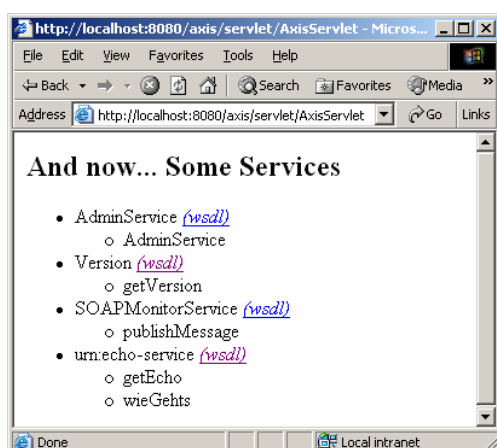 http://localhost:8080/axis/servlet/AxisServlet - Micros...
File Edit View Favorites Tools Help
Back Search Favorites Media »
Address http://localhost:8080/axis/servlet/AxisServlet Go Links
And now... Some Services
• AdminService (wsdl)
o AdminService
• Version (wsdl)
o getVersion
• SOAPMonitorService (wsdl)
o publishMessage
• urn:echo-service (wsdl)
o getEcho
o wieGehts
Done Local intranet